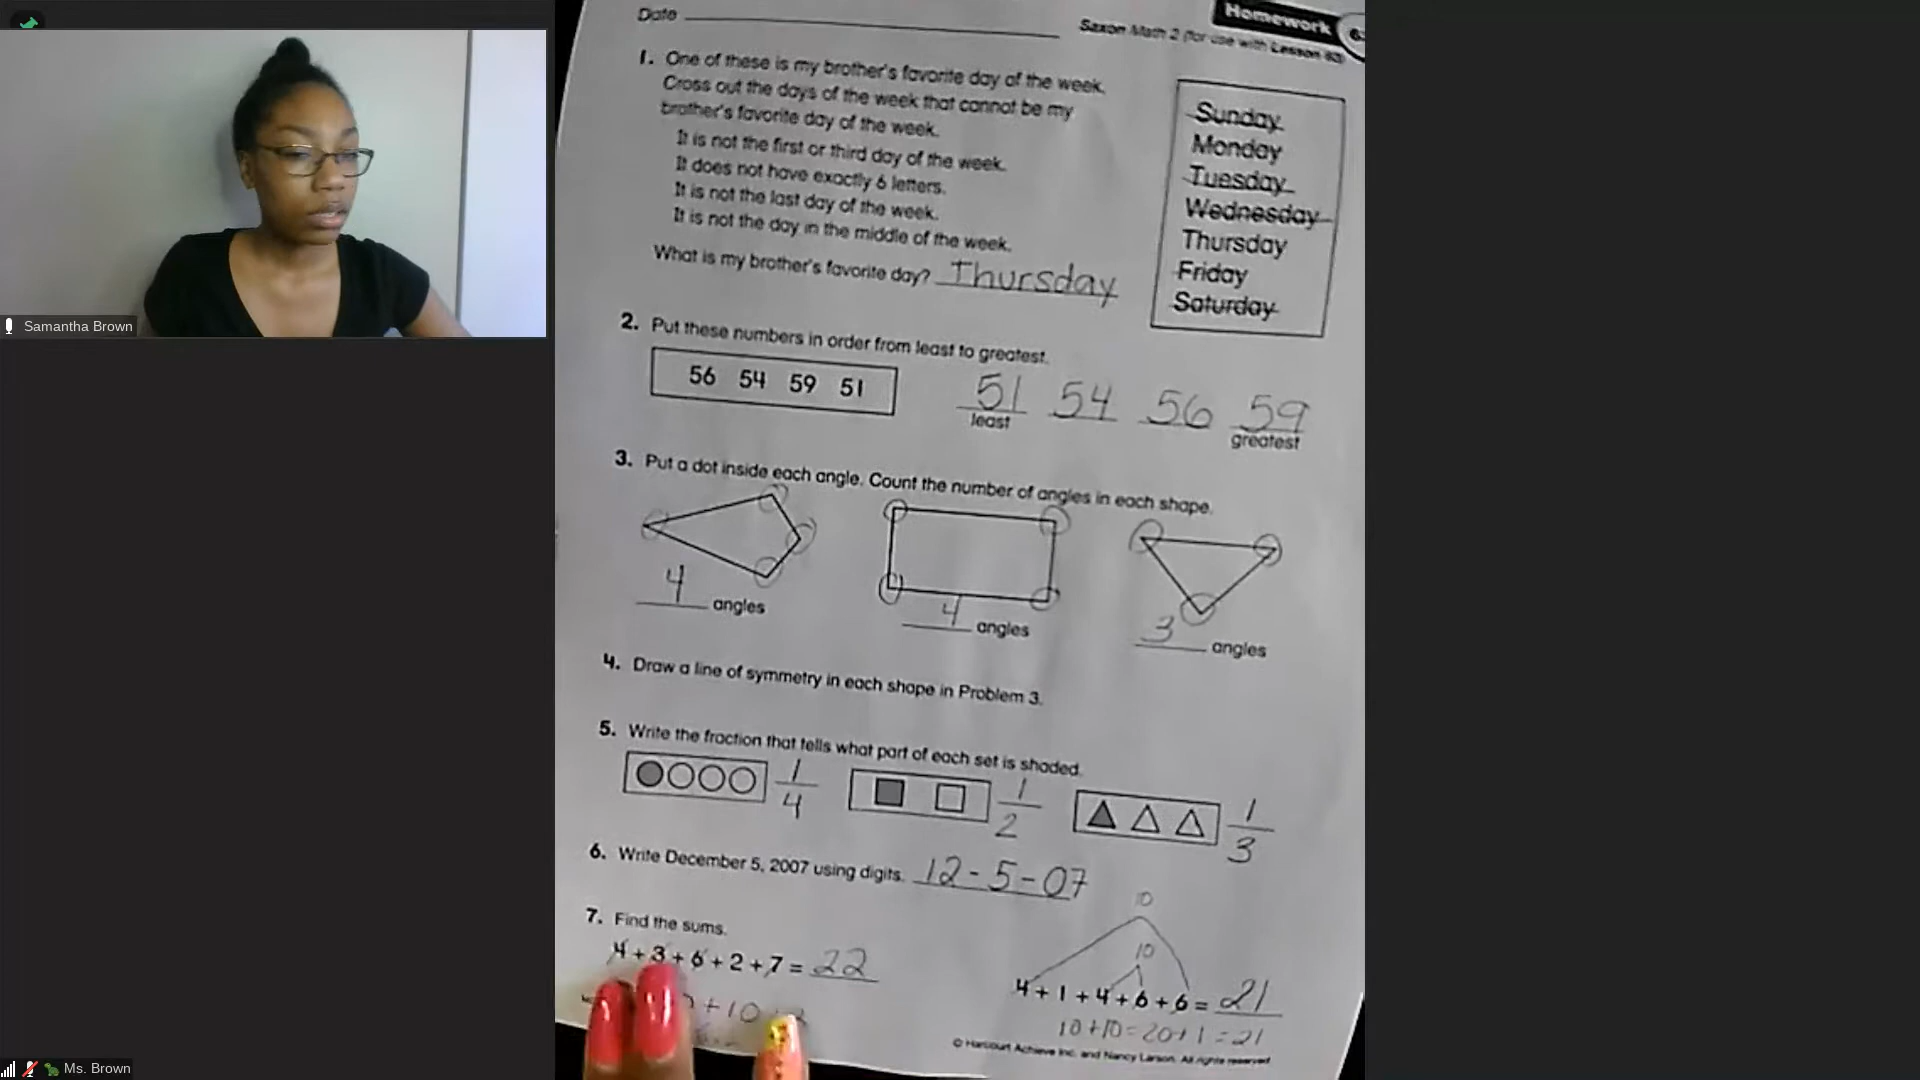 Samantha Brown
Ms. Brown
Date
Homework
Saxon Math 2 (for use with Lesson 63)
1. One of these is my brother's favorite day of the week.
Cross out the days of the week that cannot be my
brother's favorite day of the week.
It is not the first or third day of the week.
It does not have exactly 6 letters.
It is not the last day of the week.
It is not the day in the middle of the week.
What is my brother's favorite day? Thursday
Sunday
Monday
Tuesday
Wednesday
Thursday
Friday
Saturday
2. Put these numbers in order from least to greatest.
56 54 59 51
51 54 56 59
least greatest
3. Put a dot inside each angle. Count the number of angles in each shape.
4 angles 4 angles 3 angles
4. Draw a line of symmetry in each shape in Problem 3.
5. Write the fraction that tells what part of each set is shaded.
1 1 1
4 2 3
6. Write December 5, 2007 using digits. 12-5-07
7. Find the sums.
4 + 3 + 6 + 2 + 7 = 22
+ 10
10
10
4 + 1 + 4 + 6 + 6 = 21
10+10=20+1=21
© Harcourt Achieve Inc. and Nancy Larson. All rights reserved